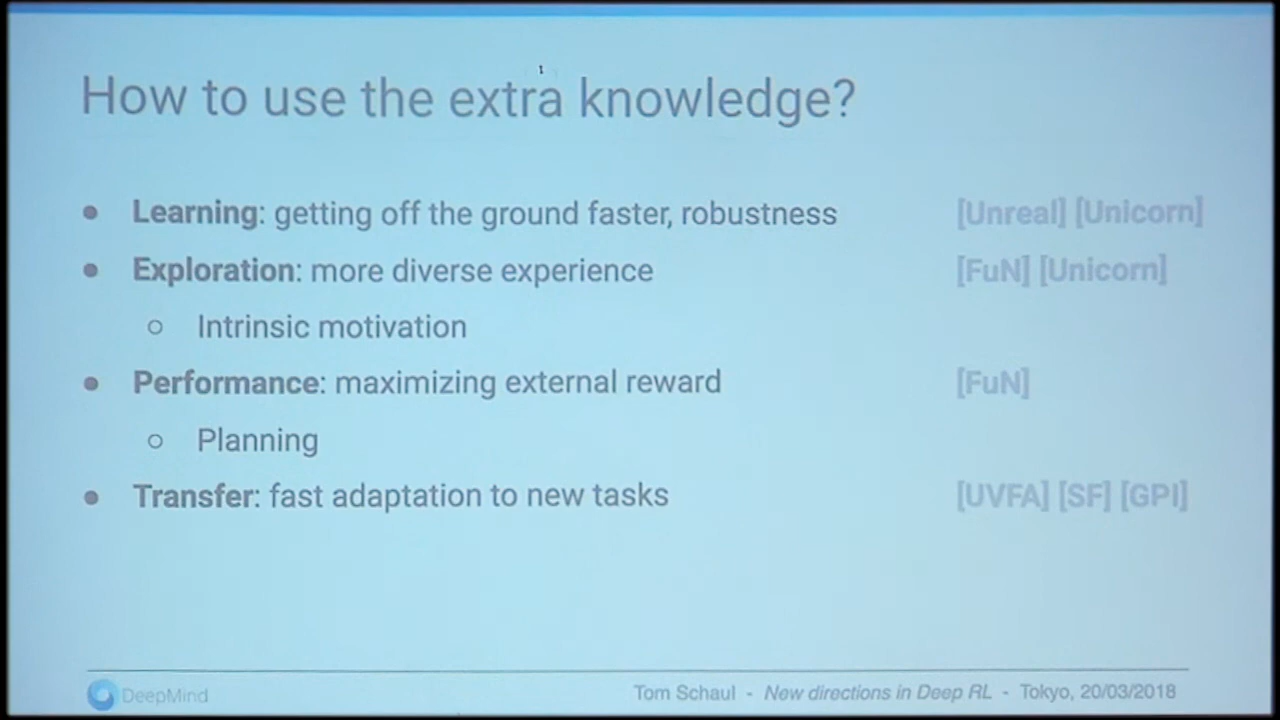 How to use the extra knowledge?
● Learning: getting off the ground faster, robustness [Unreal] [Unicorn]
● Exploration: more diverse experience [FuN] [Unicorn]
○ Intrinsic motivation
● Performance: maximizing external reward [FuN]
○ Planning
● Transfer: fast adaptation to new tasks [UVFA] [SF] [GPI]
DeepMind Tom Schaul - New directions in Deep RL - Tokyo, 20/03/2018